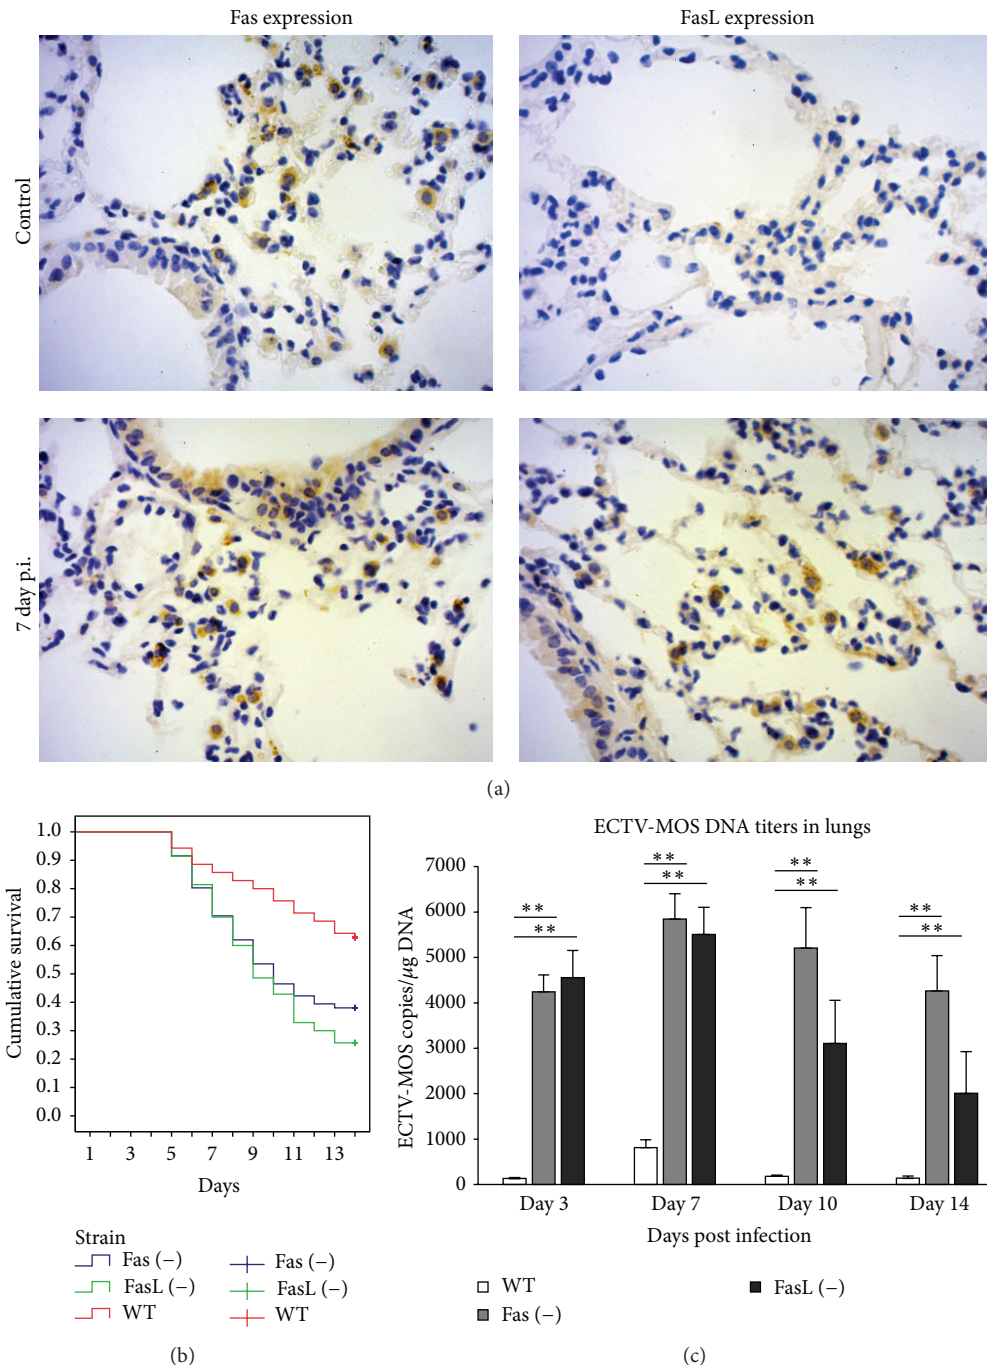 Fas expression
FasL expression
Control
7 day p.i.
(a)
Cumulative survival
1.0
0.9
0.8
0.7
0.6
0.5
0.4
0.3
0.2
0.1
0.0
1 3 5 7 9 11 13
Days
Strain
Fas (−) Fas (−)
FasL (−) FasL (−)
WT WT
(b)
ECTV-MOS DNA titers in lungs
ECTV-MOS copies/μg DNA
7000
6000
5000
4000
3000
2000
1000
0
** ** ** **
** ** ** **
Day 3 Day 7 Day 10 Day 14
Days post infection
WT FasL (−)
Fas (−)
(c)